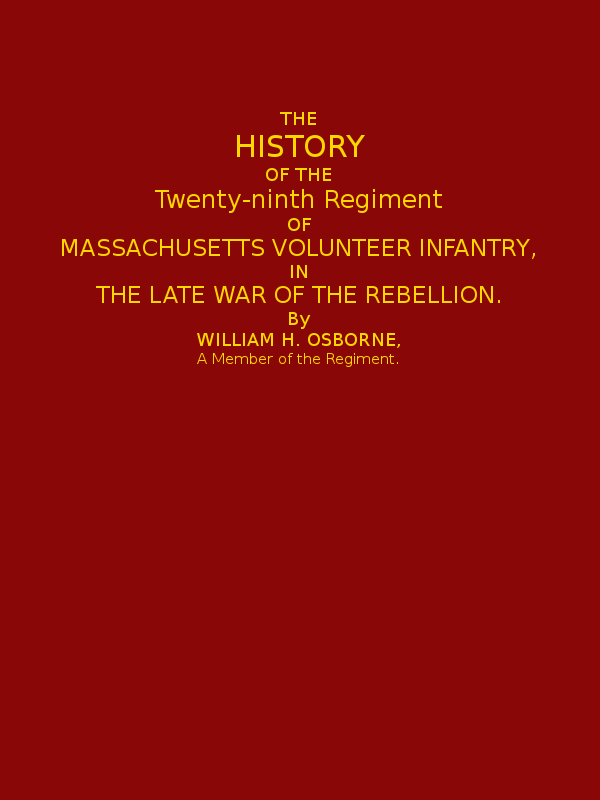 THE
HISTORY
OF THE
Twenty-ninth Regiment
OF
MASSACHUSETTS VOLUNTEER INFANTRY,
IN
THE LATE WAR OF THE REBELLION.
By
WILLIAM H. OSBORNE,
A Member of the Regiment.